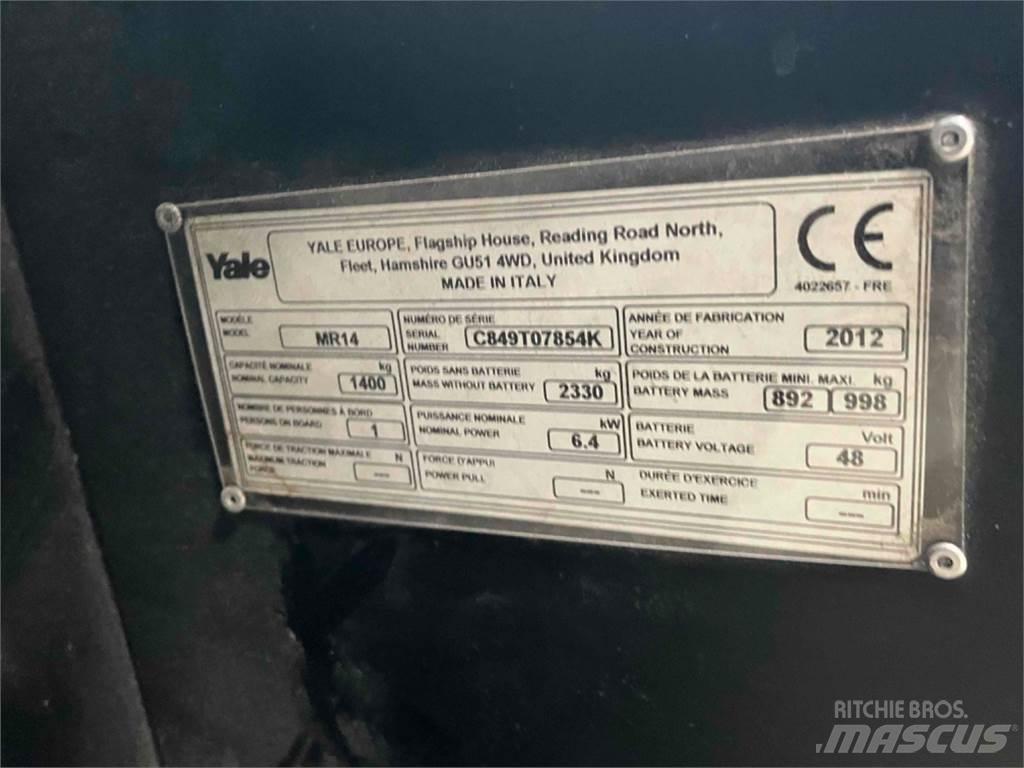 Yale
YALE EUROPE, Flagship House, Reading Road North,
Fleet, Hamshire GU51 4WD, United Kingdom
MADE IN ITALY
CE
4022657 - FRE
MODÈLE
MODEL
MR14
NUMÉRO DE SÉRIE
SERIAL
NUMBER
C849T07854K
ANNÉE DE FABRICATION
YEAR OF
CONSTRUCTION
2012
CAPACITÉ NOMINALE kg
NOMINAL CAPACITY 1400
POIDS SANS BATTERIE kg
MASS WITHOUT BATTERY 2330
POIDS DE LA BATTERIE MINI. MAXI. kg
BATTERY MASS 892 998
NOMBRE DE PERSONNES À BORD
PERSONS ON BOARD 1
PUISSANCE NOMINALE kW
NOMINAL POWER 6.4
BATTERIE Volt
BATTERY VOLTAGE 48
FORCE DE TRACTION MAXIMALE N
MAXIMUM TRACTION
FORCE ---
FORCE D'APPUI N
POWER PULL ---
DURÉE D'EXERCICE min
EXERTED TIME ---
RITCHIE BROS.
MASCUS